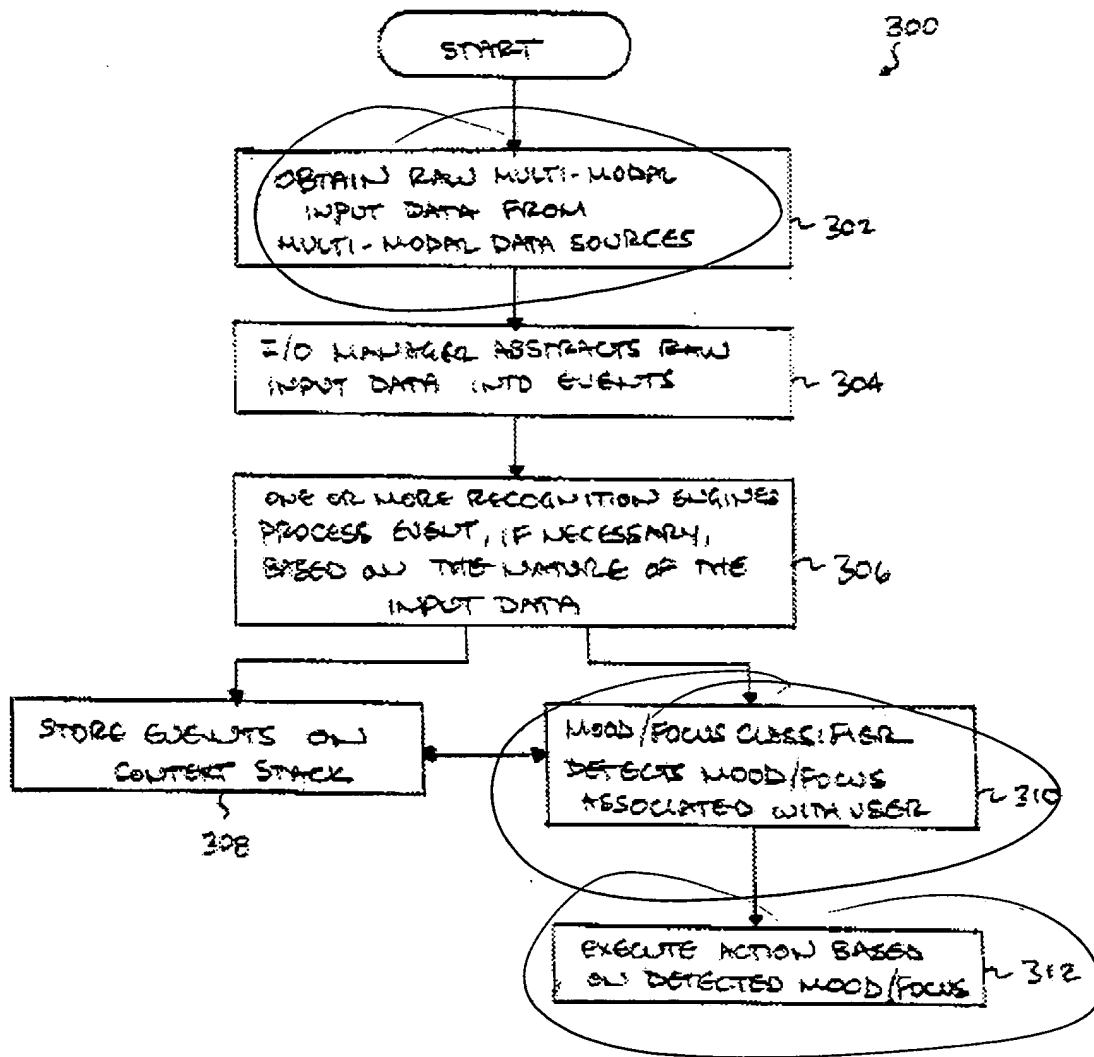 300
START
OBTAIN RAW MULTI-MODAL
INPUT DATA FROM
MULTI-MODAL DATA SOURCES
302
I/O MANAGER ABSTRACTS RAW
INPUT DATA INTO EVENTS
304
ONE OR MORE RECOGNITION ENGINES
PROCESS EVENT, IF NECESSARY,
BASED ON THE NATURE OF THE
INPUT DATA
306
STORE EVENTS ON
CONTEXT STACK
308
MOOD/FOCUS CLASSIFIER
DETECTS MOOD/FOCUS
ASSOCIATED WITH USER
310
EXECUTE ACTION BASED
ON DETECTED MOOD/FOCUS
312